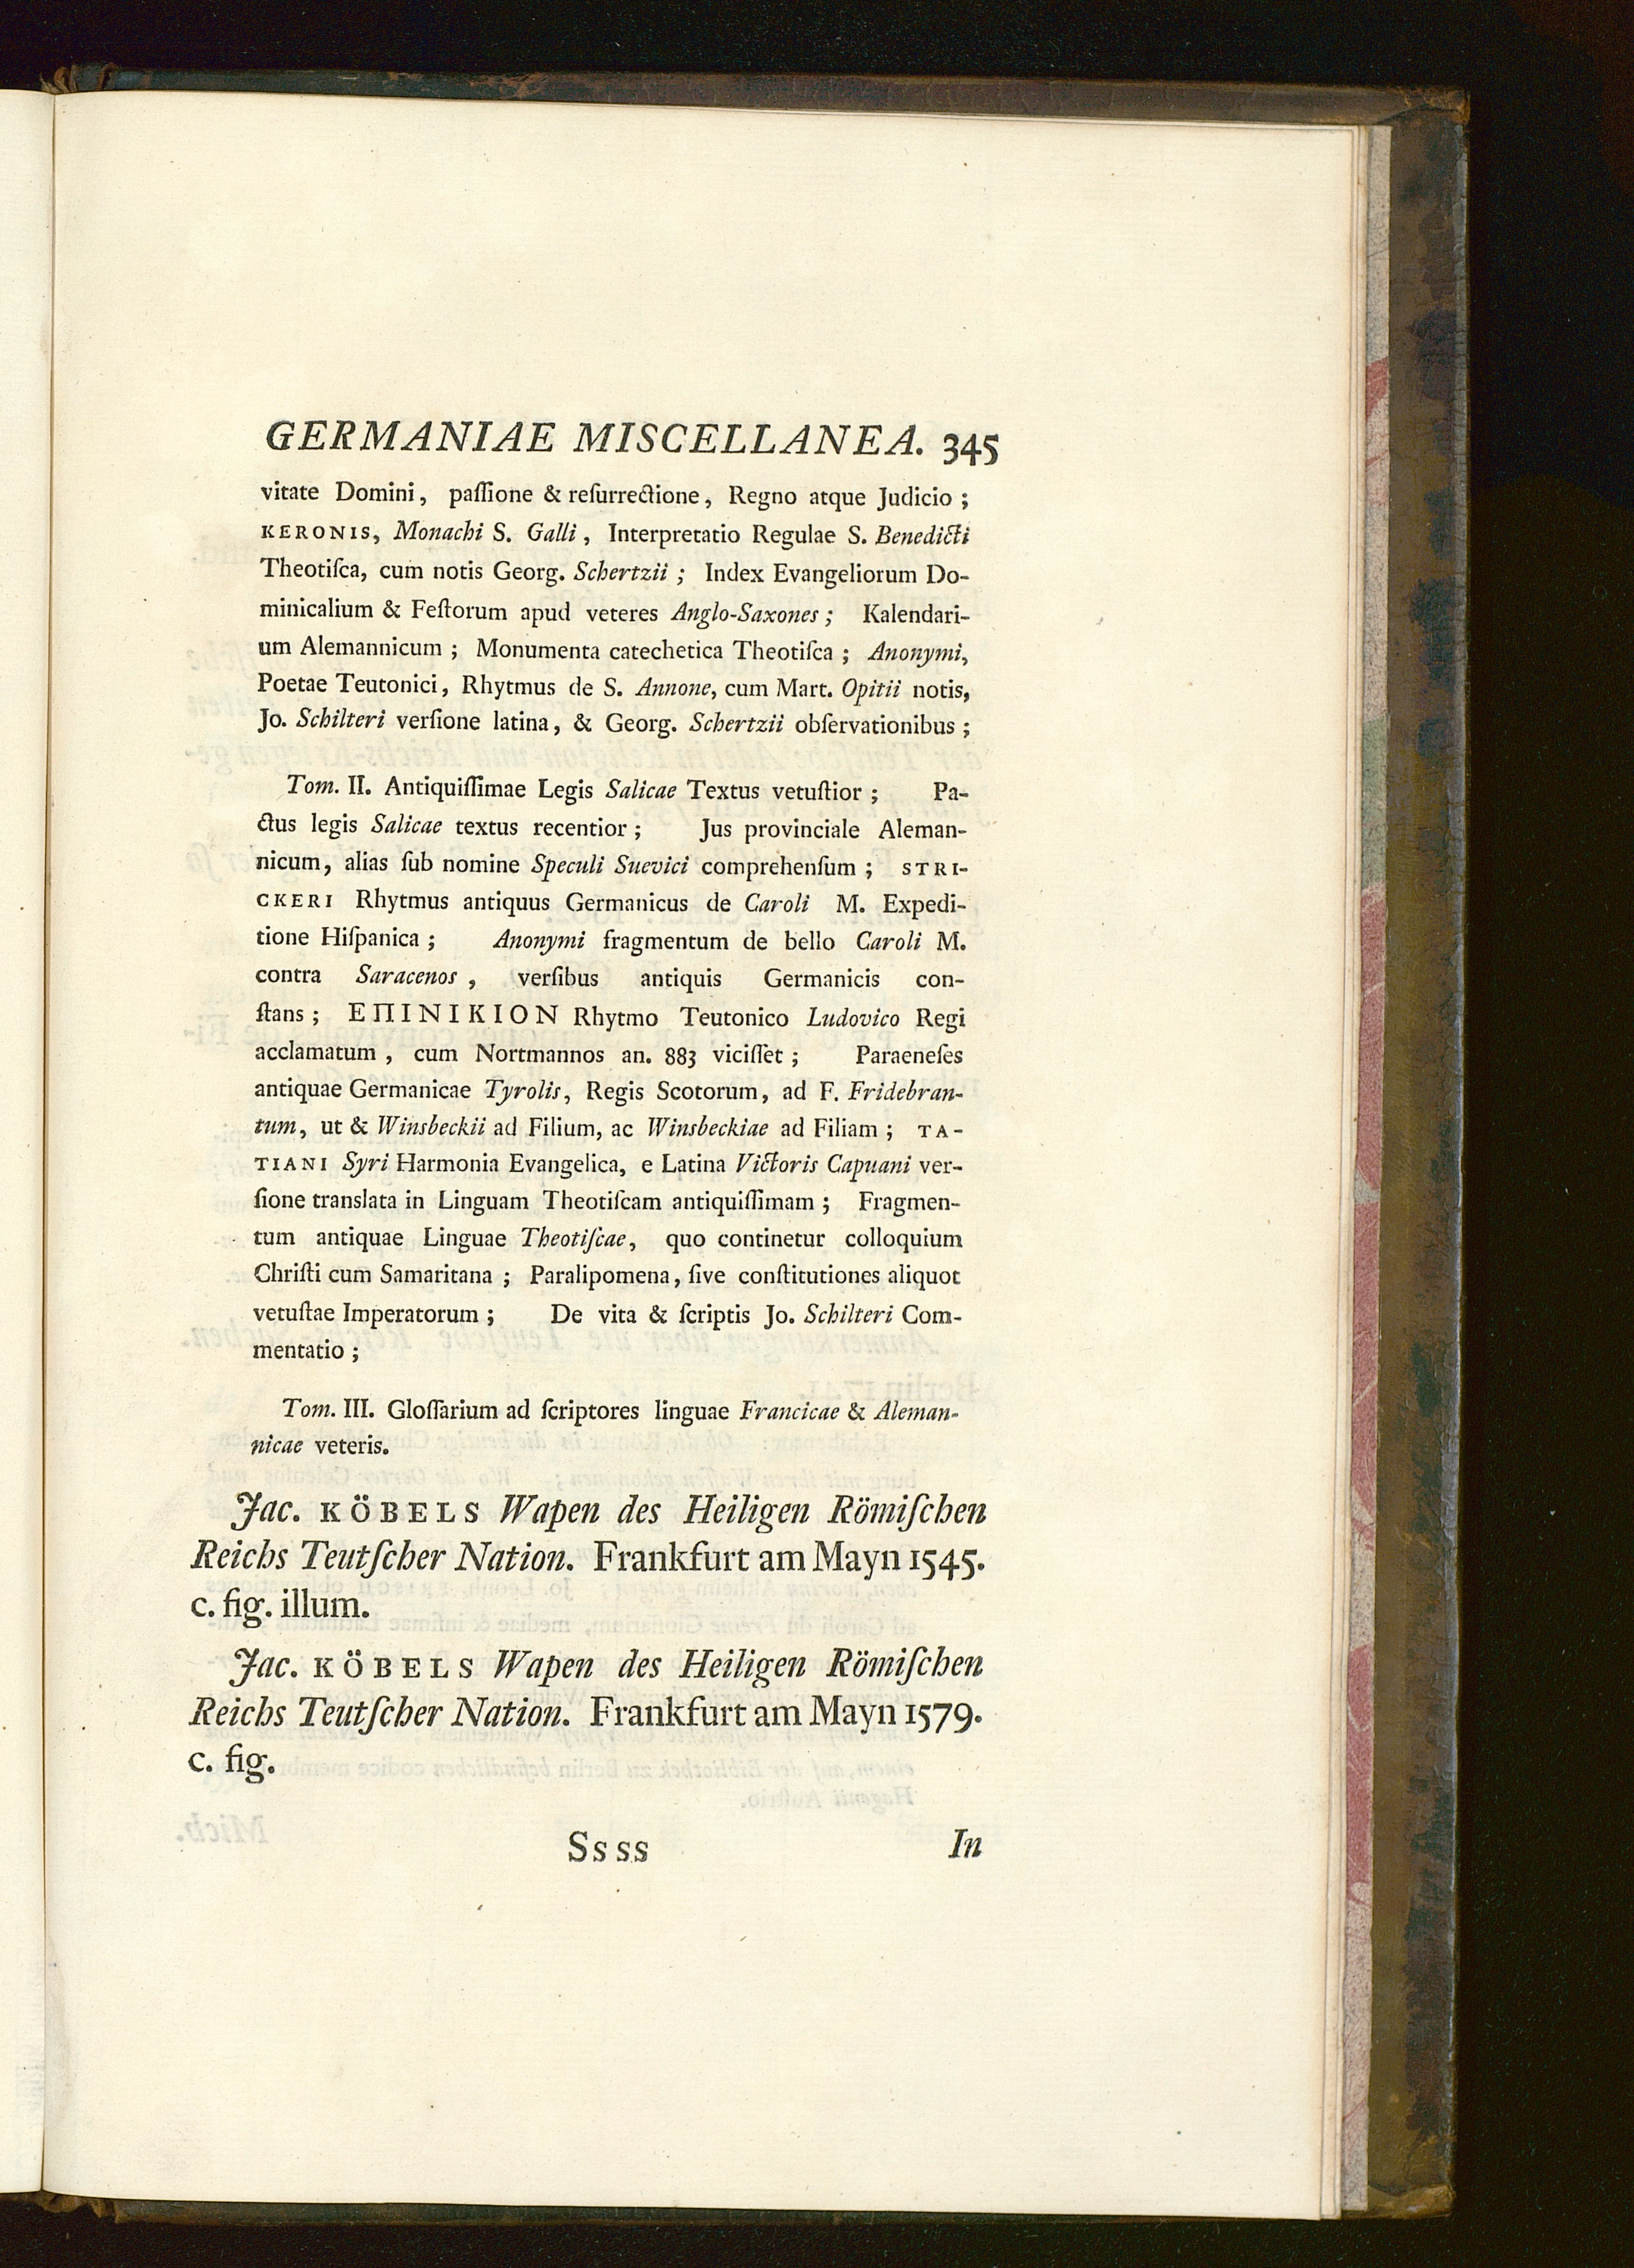 GERMANIAE MISCELLANEA. 345
vitate Domini, paſſione & reſurrectione, Regno atque Judicio ;
KERONIS, Monachi S. Galli, Interpretatio Regulae S. Benedicti
Theotiſca, cum notis Georg. Schertzii ; Index Evangeliorum Do-
minicalium & Feſtorum apud veteres Anglo-Saxones ; Kalendari-
um Alemannicum ; Monumenta catechetica Theotiſca ; Anonymi,
Poetae Teutonici, Rhytmus de S. Annone, cum Mart. Opitii notis,
Jo. Schilteri verſione latina, & Georg. Schertzii obſervationibus ;
Tom. II. Antiquiſſimae Legis Salicae Textus vetuſtior ; Pa-
ctus legis Salicae textus recentior ; Jus provinciale Aleman-
nicum, alias ſub nomine Speculi Suevici comprehenſum ; STRI-
CKERI Rhytmus antiquus Germanicus de Caroli M. Expedi-
tione Hiſpanica ; Anonymi fragmentum de bello Caroli M.
contra Saracenos, verſibus antiquis Germanicis con-
ſtans ; ΕΠΙΝΙΚΙΟΝ Rhytmo Teutonico Ludovico Regi
acclamatum, cum Nortmannos an. 883 viciſſet ; Paraeneſes
antiquae Germanicae Tyrolis, Regis Scotorum, ad F. Fridebran-
tum, ut & Winsbeckii ad Filium, ac Winsbeckiae ad Filiam ; TA-
TIANI Syri Harmonia Evangelica, e Latina Victoris Capuani ver-
ſione translata in Linguam Theotiſcam antiquiſſimam ; Fragmen-
tum antiquae Linguae Theotiſcae, quo continetur colloquium
Chriſti cum Samaritana ; Paralipomena, ſive conſtitutiones aliquot
vetuſtae Imperatorum ; De vita & ſcriptis Jo. Schilteri Com-
mentatio ;
Tom. III. Gloſſarium ad ſcriptores linguae Francicae & Aleman-
nicae veteris.
Jac. KÖBELS Wapen des Heiligen Römiſchen
Reichs Teutſcher Nation. Frankfurt am Mayn 1545.
c. fig. illum.
Jac. KÖBELS Wapen des Heiligen Römiſchen
Reichs Teutſcher Nation. Frankfurt am Mayn 1579.
c. fig.
Ss ss In